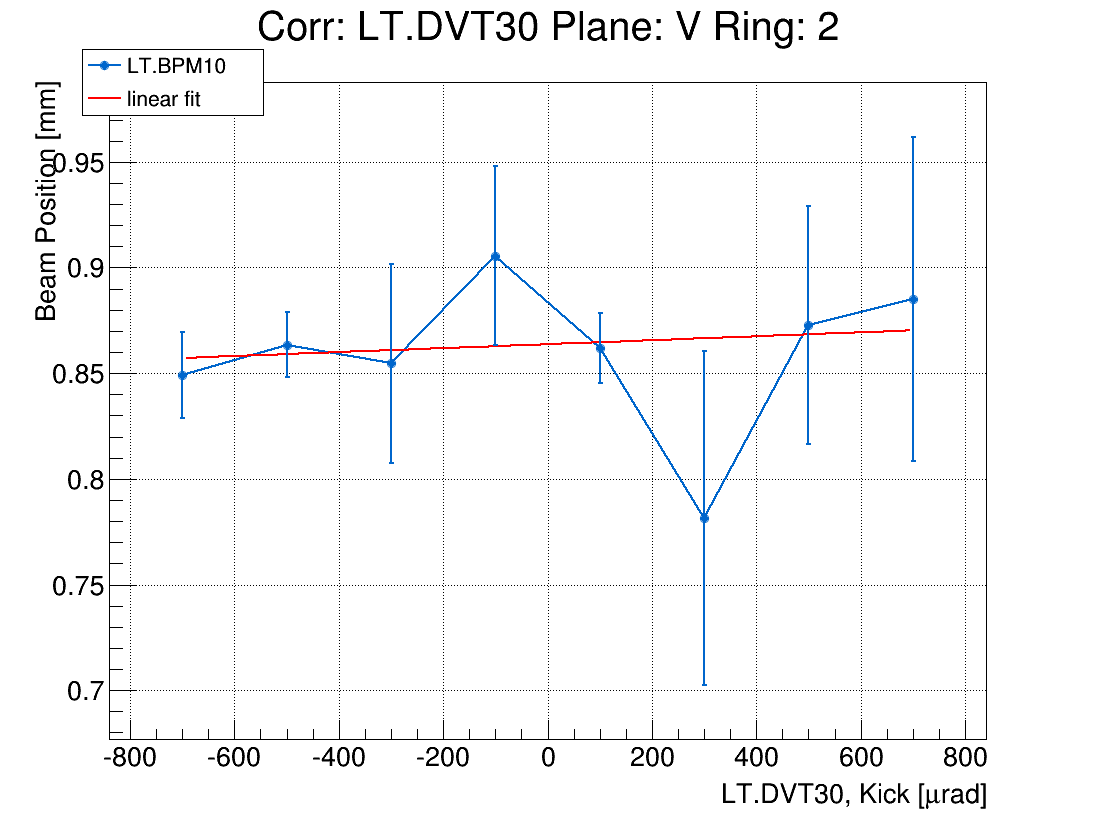 Corr: LT.DVT30 Plane: V Ring: 2
LT.BPM10
linear fit
Beam Position [mm]
0.95
0.9
0.85
0.8
0.75
0.7
-800 -600 -400 -200 0 200 400 600 800
LT.DVT30, Kick [μrad]